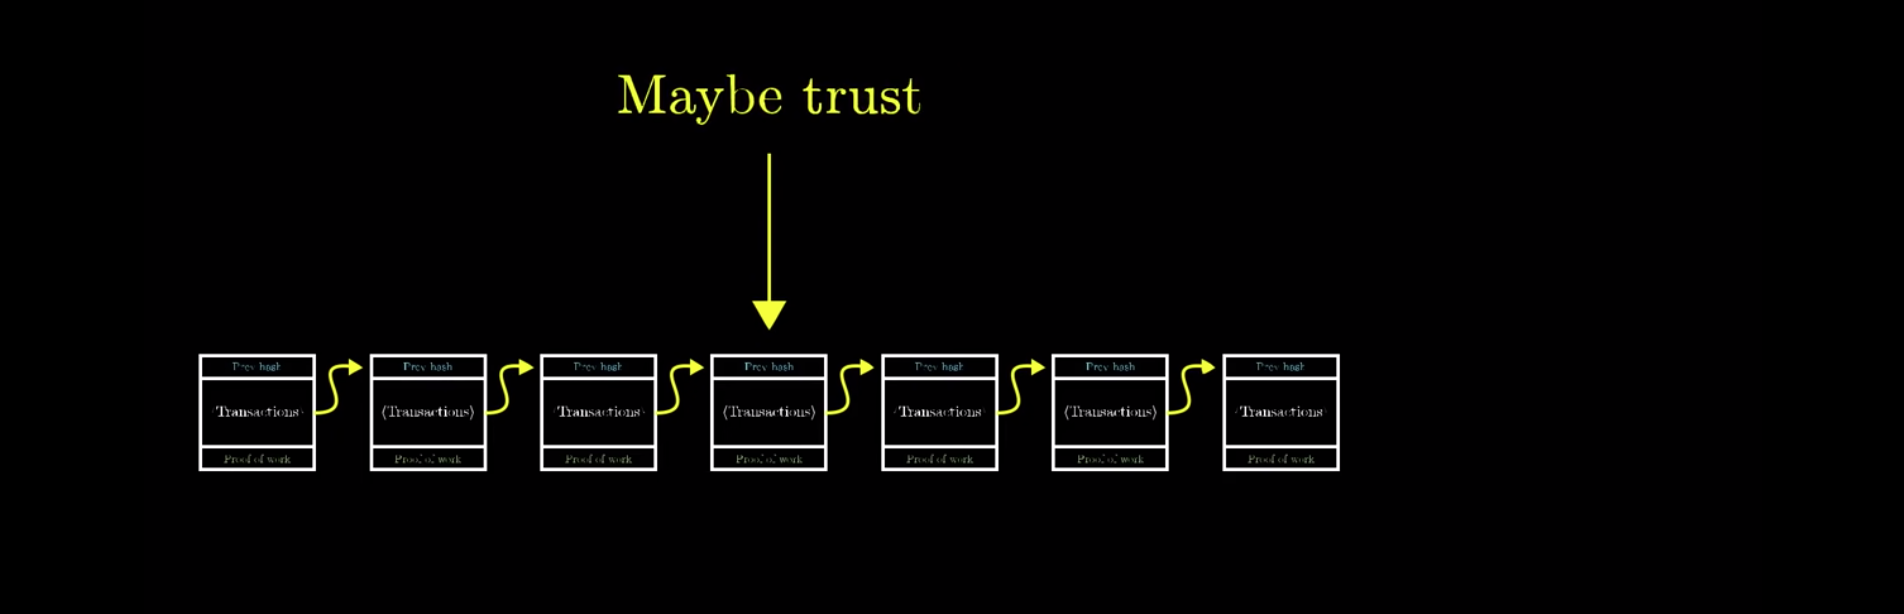 Maybe trust
Prev hash
⟨Transactions⟩
Proof of work
Prev hash
⟨Transactions⟩
Proof of work
Prev hash
⟨Transactions⟩
Proof of work
Prev hash
⟨Transactions⟩
Proof of work
Prev hash
⟨Transactions⟩
Proof of work
Prev hash
⟨Transactions⟩
Proof of work
Prev hash
⟨Transactions⟩
Proof of work